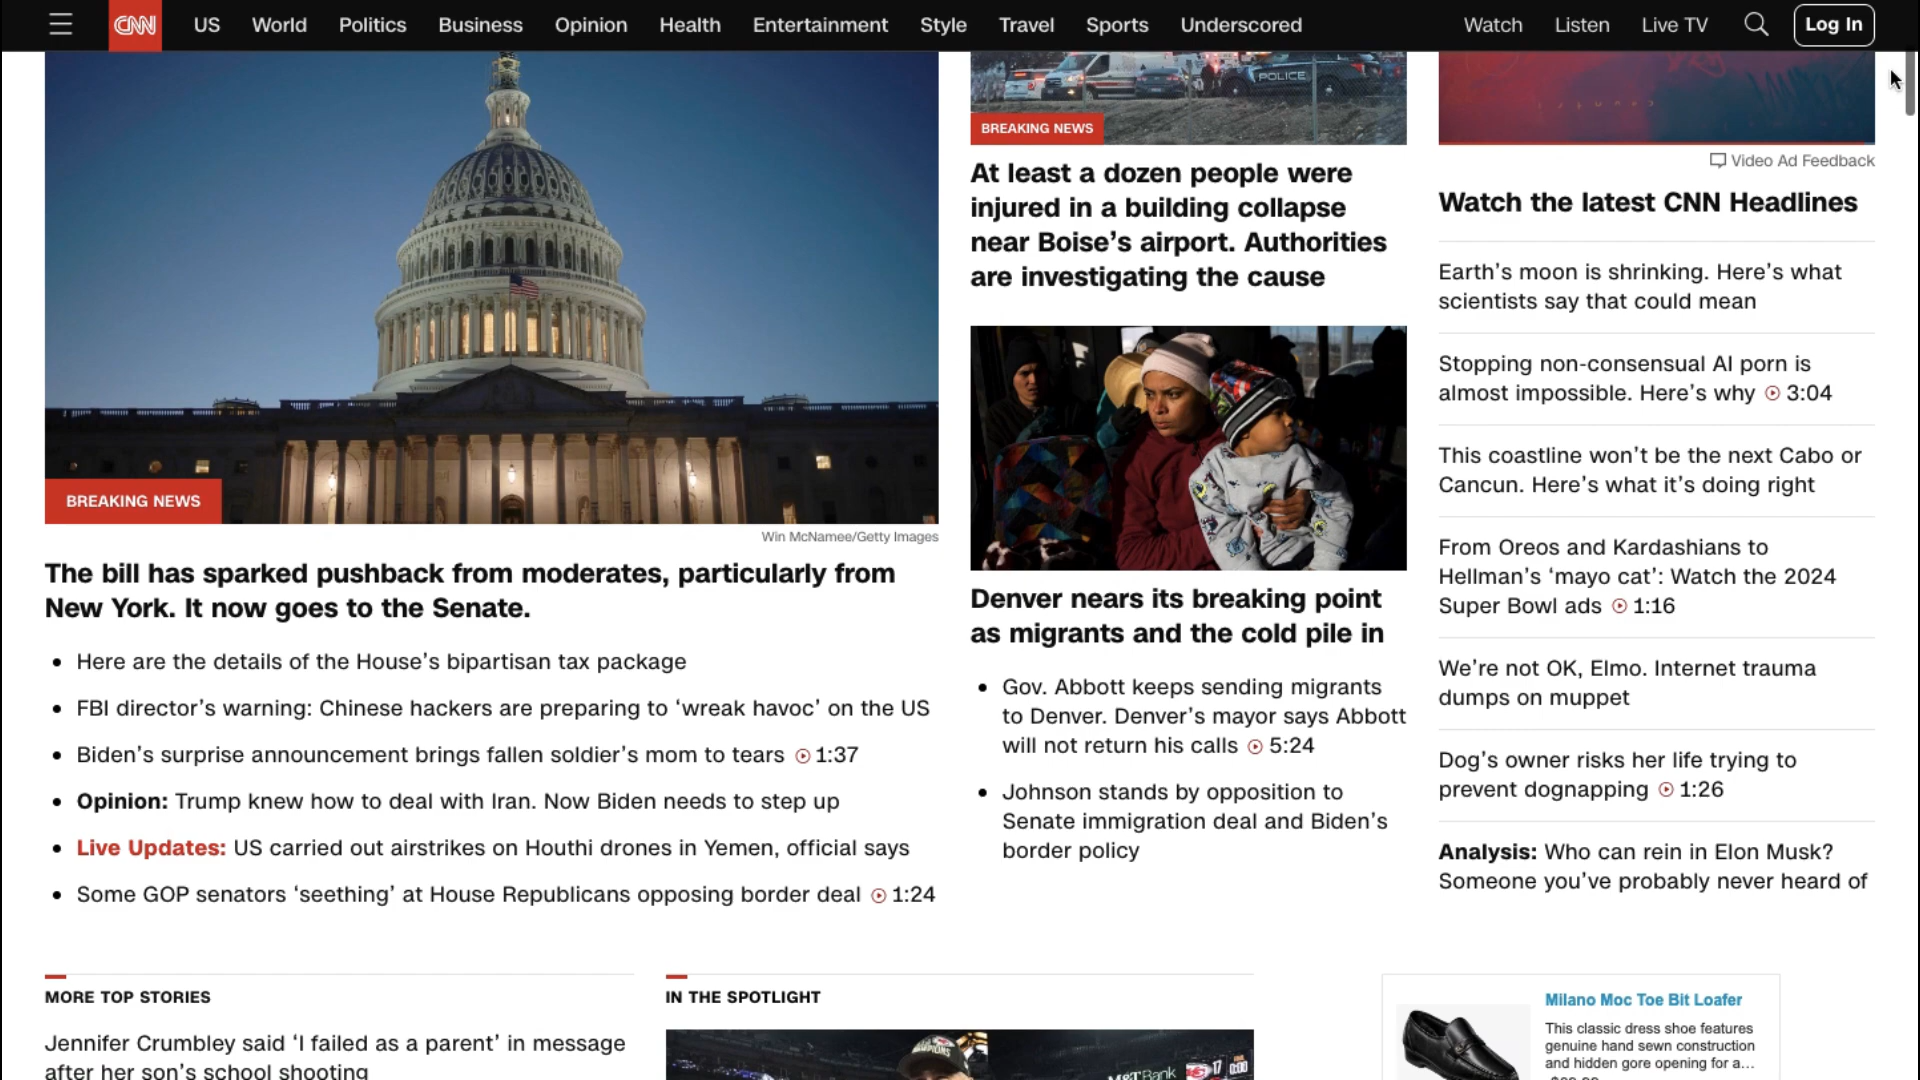 CNN
US
World
Politics
Business
Opinion
Health
Entertainment
Style
Travel
Sports
Underscored
Watch
Listen
Live TV
Log In
BREAKING NEWS
Win McNamee/Getty Images
The bill has sparked pushback from moderates, particularly from
New York. It now goes to the Senate.
Here are the details of the House’s bipartisan tax package
FBI director’s warning: Chinese hackers are preparing to ‘wreak havoc’ on the US
Biden’s surprise announcement brings fallen soldier’s mom to tears 1:37
Opinion: Trump knew how to deal with Iran. Now Biden needs to step up
Live Updates: US carried out airstrikes on Houthi drones in Yemen, official says
Some GOP senators ‘seething’ at House Republicans opposing border deal 1:24
POLICE
BREAKING NEWS
At least a dozen people were
injured in a building collapse
near Boise’s airport. Authorities
are investigating the cause
Denver nears its breaking point
as migrants and the cold pile in
Gov. Abbott keeps sending migrants
to Denver. Denver’s mayor says Abbott
will not return his calls 5:24
Johnson stands by opposition to
Senate immigration deal and Biden’s
border policy
Video Ad Feedback
Watch the latest CNN Headlines
Earth’s moon is shrinking. Here’s what
scientists say that could mean
Stopping non-consensual AI porn is
almost impossible. Here’s why 3:04
This coastline won’t be the next Cabo or
Cancun. Here’s what it’s doing right
From Oreos and Kardashians to
Hellman’s ‘mayo cat’: Watch the 2024
Super Bowl ads 1:16
We’re not OK, Elmo. Internet trauma
dumps on muppet
Dog’s owner risks her life trying to
prevent dognapping 1:26
Analysis: Who can rein in Elon Musk?
Someone you’ve probably never heard of
MORE TOP STORIES
Jennifer Crumbley said ‘I failed as a parent’ in message
after her son’s school shooting
IN THE SPOTLIGHT
M&T Bank
17
0:00
Milano Moc Toe Bit Loafer
This classic dress shoe features
genuine hand sewn construction
and hidden gore opening for a...